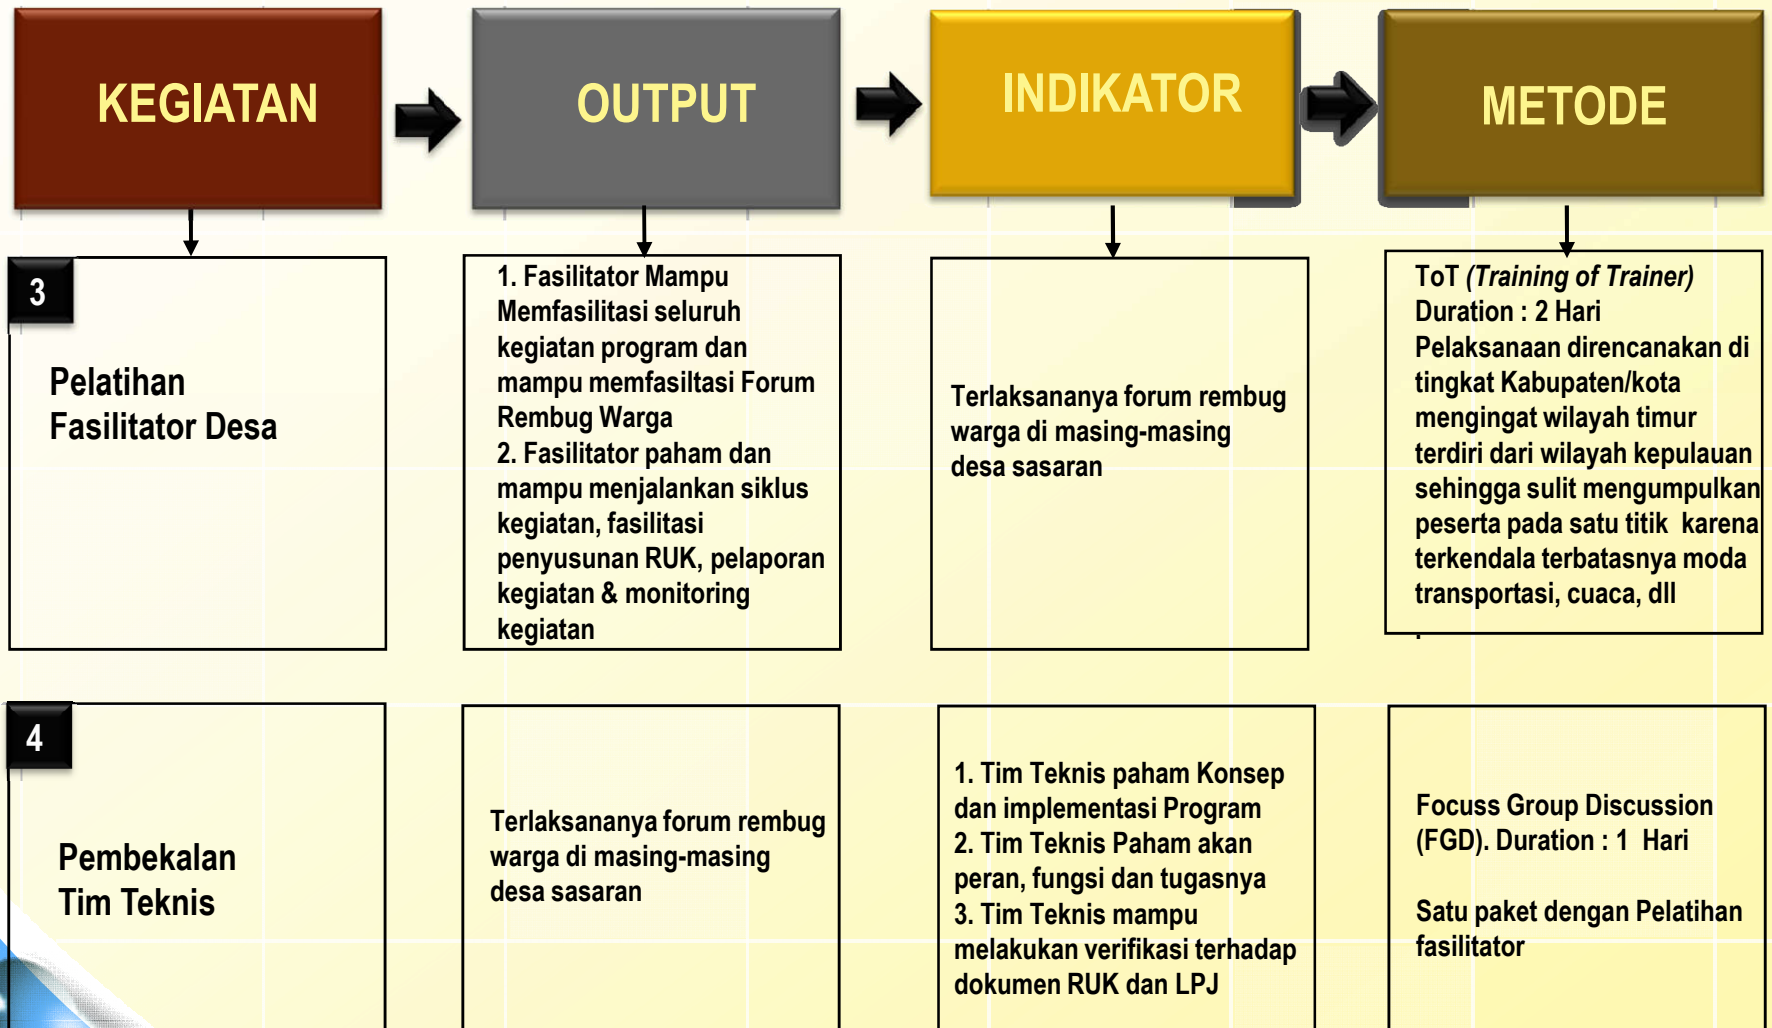 KEGIATAN
OUTPUT
INDIKATOR
METODE
3
Pelatihan
Fasilitator Desa
1. Fasilitator Mampu
Memfasilitasi seluruh
kegiatan program dan
mampu memfasiltasi Forum
Rembug Warga
2. Fasilitator paham dan
mampu menjalankan siklus
kegiatan, fasilitasi
penyusunan RUK, pelaporan
kegiatan & monitoring
kegiatan
Terlaksananya forum rembug
warga di masing-masing
desa sasaran
ToT (Training of Trainer)
Duration : 2 Hari
Pelaksanaan direncanakan di
tingkat Kabupaten/kota
mengingat wilayah timur
terdiri dari wilayah kepulauan
sehingga sulit mengumpulkan
peserta pada satu titik karena
terkendala terbatasnya moda
transportasi, cuaca, dll
.
4
Pembekalan
Tim Teknis
Terlaksananya forum rembug
warga di masing-masing
desa sasaran
1. Tim Teknis paham Konsep
dan implementasi Program
2. Tim Teknis Paham akan
peran, fungsi dan tugasnya
3. Tim Teknis mampu
melakukan verifikasi terhadap
dokumen RUK dan LPJ
Focuss Group Discussion
(FGD). Duration : 1 Hari
Satu paket dengan Pelatihan
fasilitator